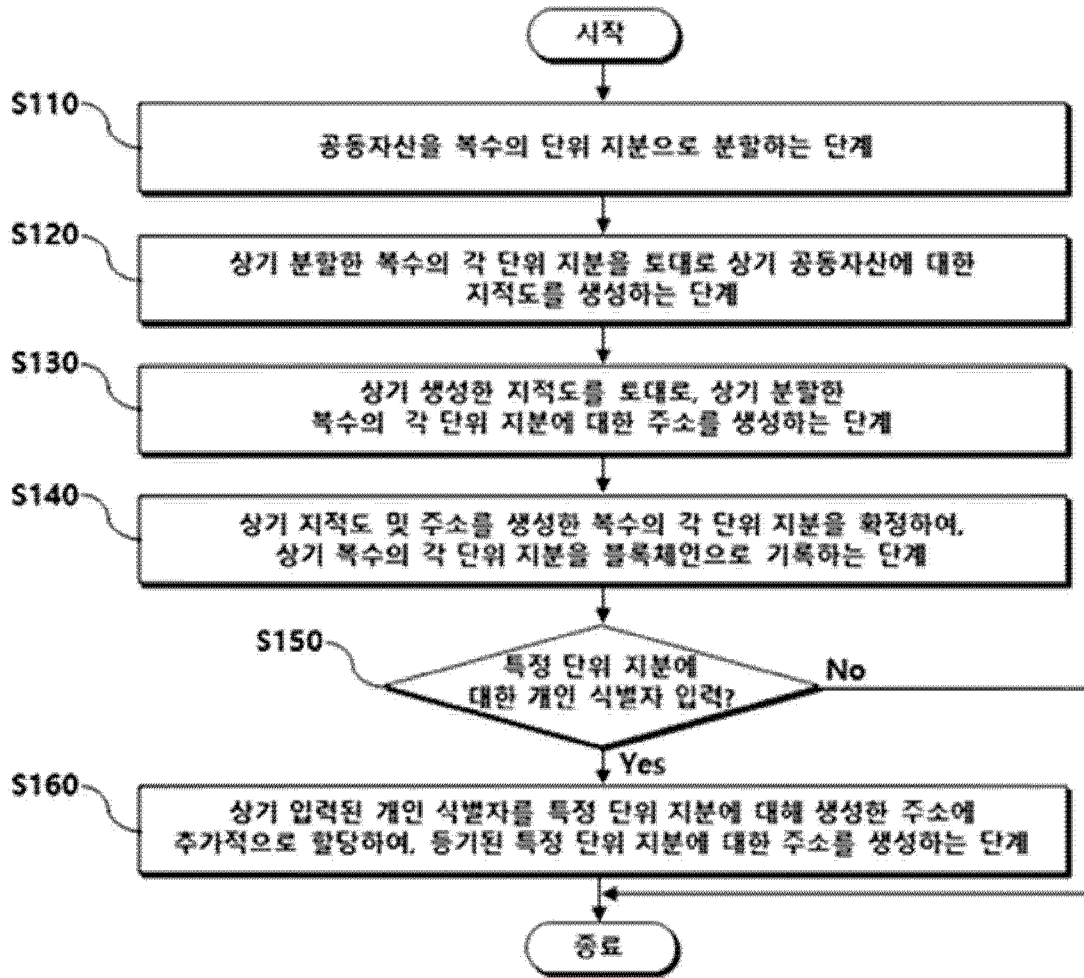 시작
S110
공동자산을 복수의 단위 지분으로 분할하는 단계
S120
상기 분할한 복수의 각 단위 지분을 토대로 상기 공동자산에 대한
지적도를 생성하는 단계
S130
상기 생성한 지적도를 토대로, 상기 분할한
복수의 각 단위 지분에 대한 주소를 생성하는 단계
S140
상기 지적도 및 주소를 생성한 복수의 각 단위 지분을 확정하여,
상기 복수의 각 단위 지분을 블록체인으로 기록하는 단계
S150
특정 단위 지분에
대한 개인 식별자 입력?
No
Yes
S160
상기 입력된 개인 식별자를 특정 단위 지분에 대해 생성한 주소에
추가적으로 할당하여, 등기된 특정 단위 지분에 대한 주소를 생성하는 단계
종료